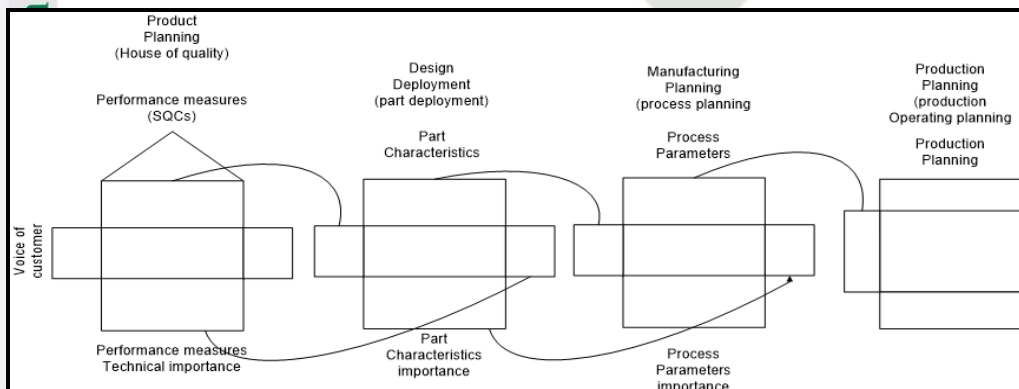 Product
Planning
(House of quality)
Performance measures
(SQCs)
Design
Deployment
(part deployment)
Part
Characteristics
Manufacturing
Planning
(process planning
Process
Parameters
Production
Planning
(production
Operating planning
Production
Planning
Voice of
customer
Performance measures
Technical importance
Part
Characteristics
importance
Process
Parameters
importance